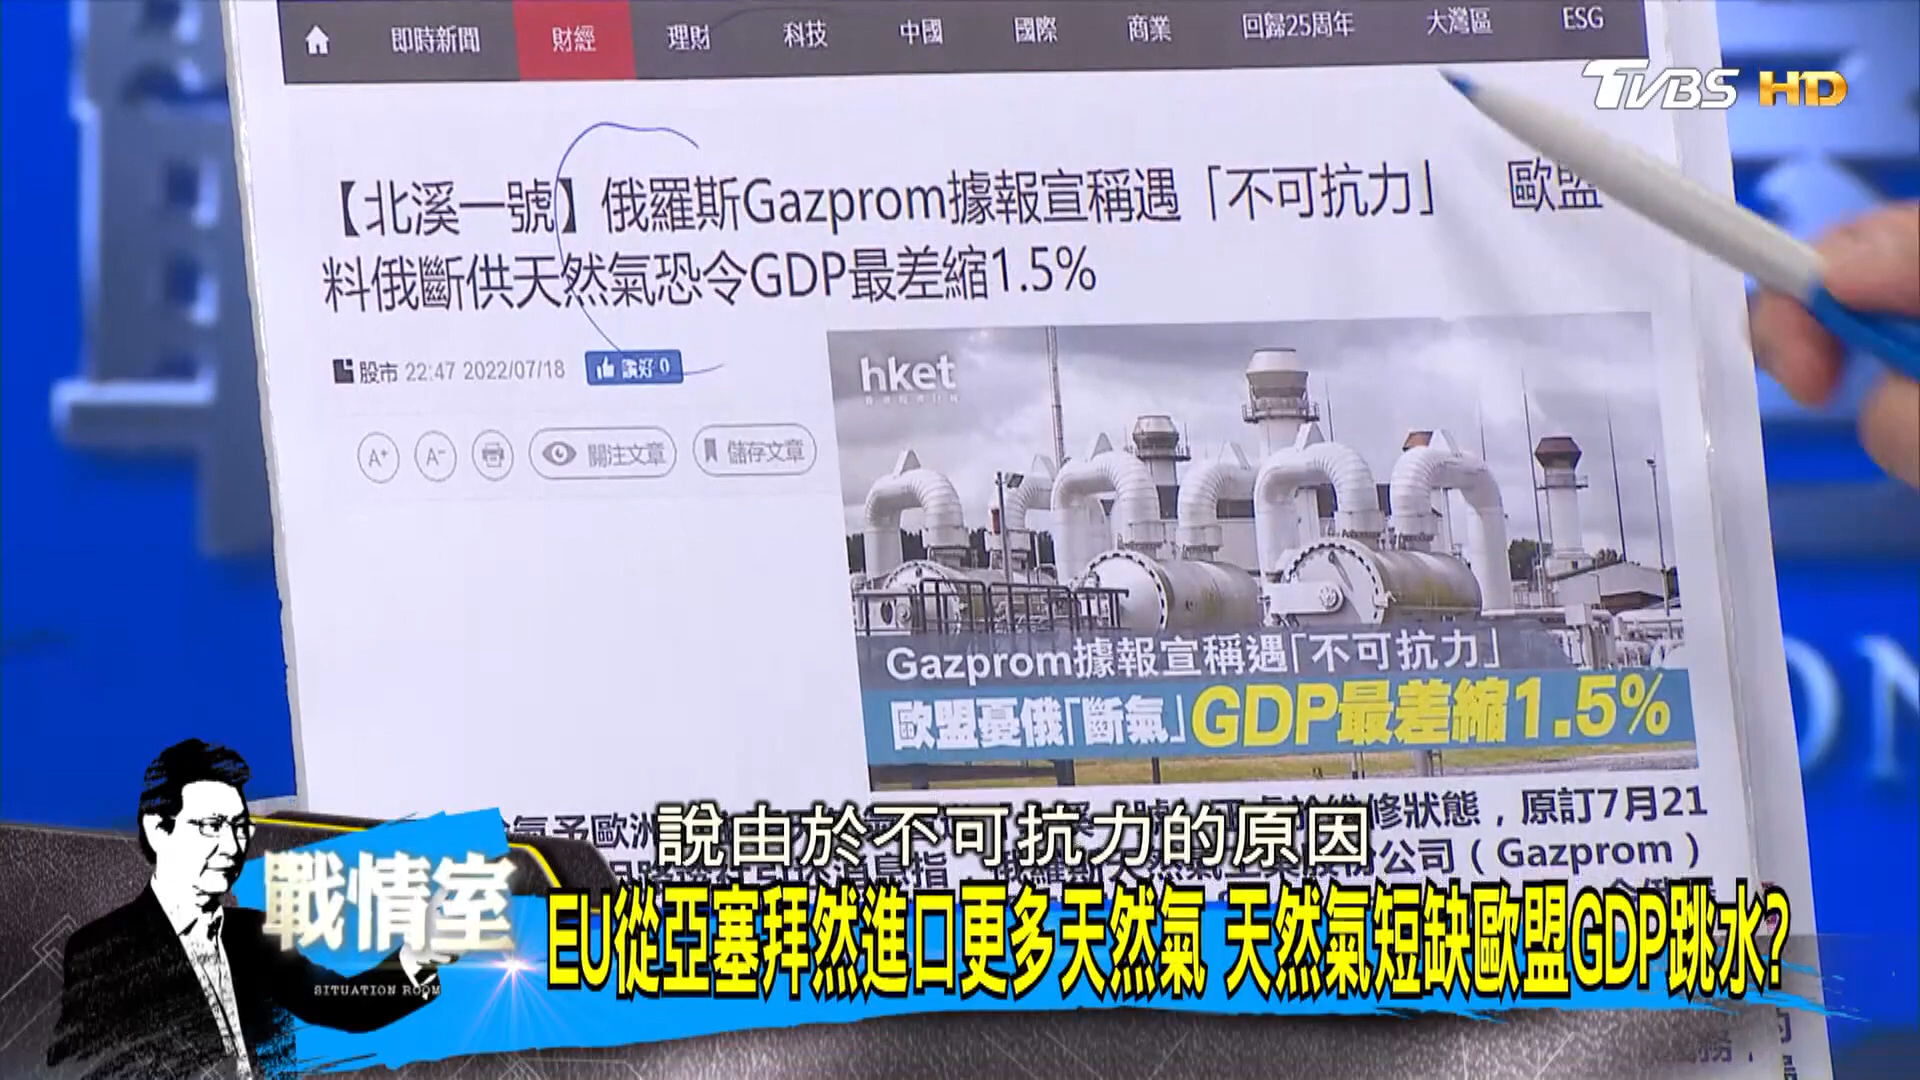 即時新聞 財經 理財 科技 中國 國際 商業 回歸25周年 大灣區 ESG
TVBS HD
【北溪一號】俄羅斯Gazprom據報宣稱遇「不可抗力」 歐盟
料俄斷供天然氣恐令GDP最差縮1.5%
股市 22:47 2022/07/18 讚好 0
A+ A- 關注文章 儲存文章
hket
Gazprom據報宣稱遇「不可抗力」
歐盟憂俄「斷氣」GDP最差縮1.5%
修狀態，原訂7月21
公司（Gazprom）
說由於不可抗力的原因
戰情室
SITUATION ROOM
EU從亞塞拜然進口更多天然氣 天然氣短缺歐盟GDP跳水?